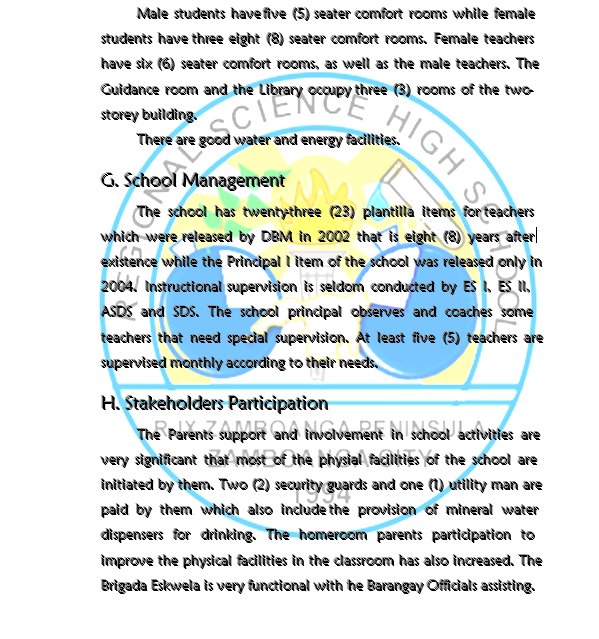 Male students have five (5) seater comfort rooms while female
students have three eight (8) seater comfort rooms. Female teachers
have six (6) seater comfort rooms, as well as the male teachers. The
Guidance room and the Library occupy three (3) rooms of the two-
storey building.
There are good water and energy facilities.
G. School Management
The school has twenty-three (23) plantilla items for teachers
which were released by DBM in 2002 that is eight (8) years after
existence while the Principal I item of the school was released only in
2004. Instructional supervision is seldom conducted by ES I, ES II,
ASDS and SDS. The school principal observes and coaches some
teachers that need special supervision. At least five (5) teachers are
supervised monthly according to their needs.
H. Stakeholders Participation
The Parents support and involvement in school activities are
very significant that most of the physial facilities of the school are
initiated by them. Two (2) security guards and one (1) utility man are
paid by them which also include the provision of mineral water
dispensers for drinking. The homeroom parents participation to
improve the physical facilities in the classroom has also increased. The
Brigada Eskwela is very functional with he Barangay Officials assisting.
REGIONAL SCIENCE HIGH SCHOOL
R-IX ZAMBOANGA PENINSULA
ZAMBOANGA CITY
1994